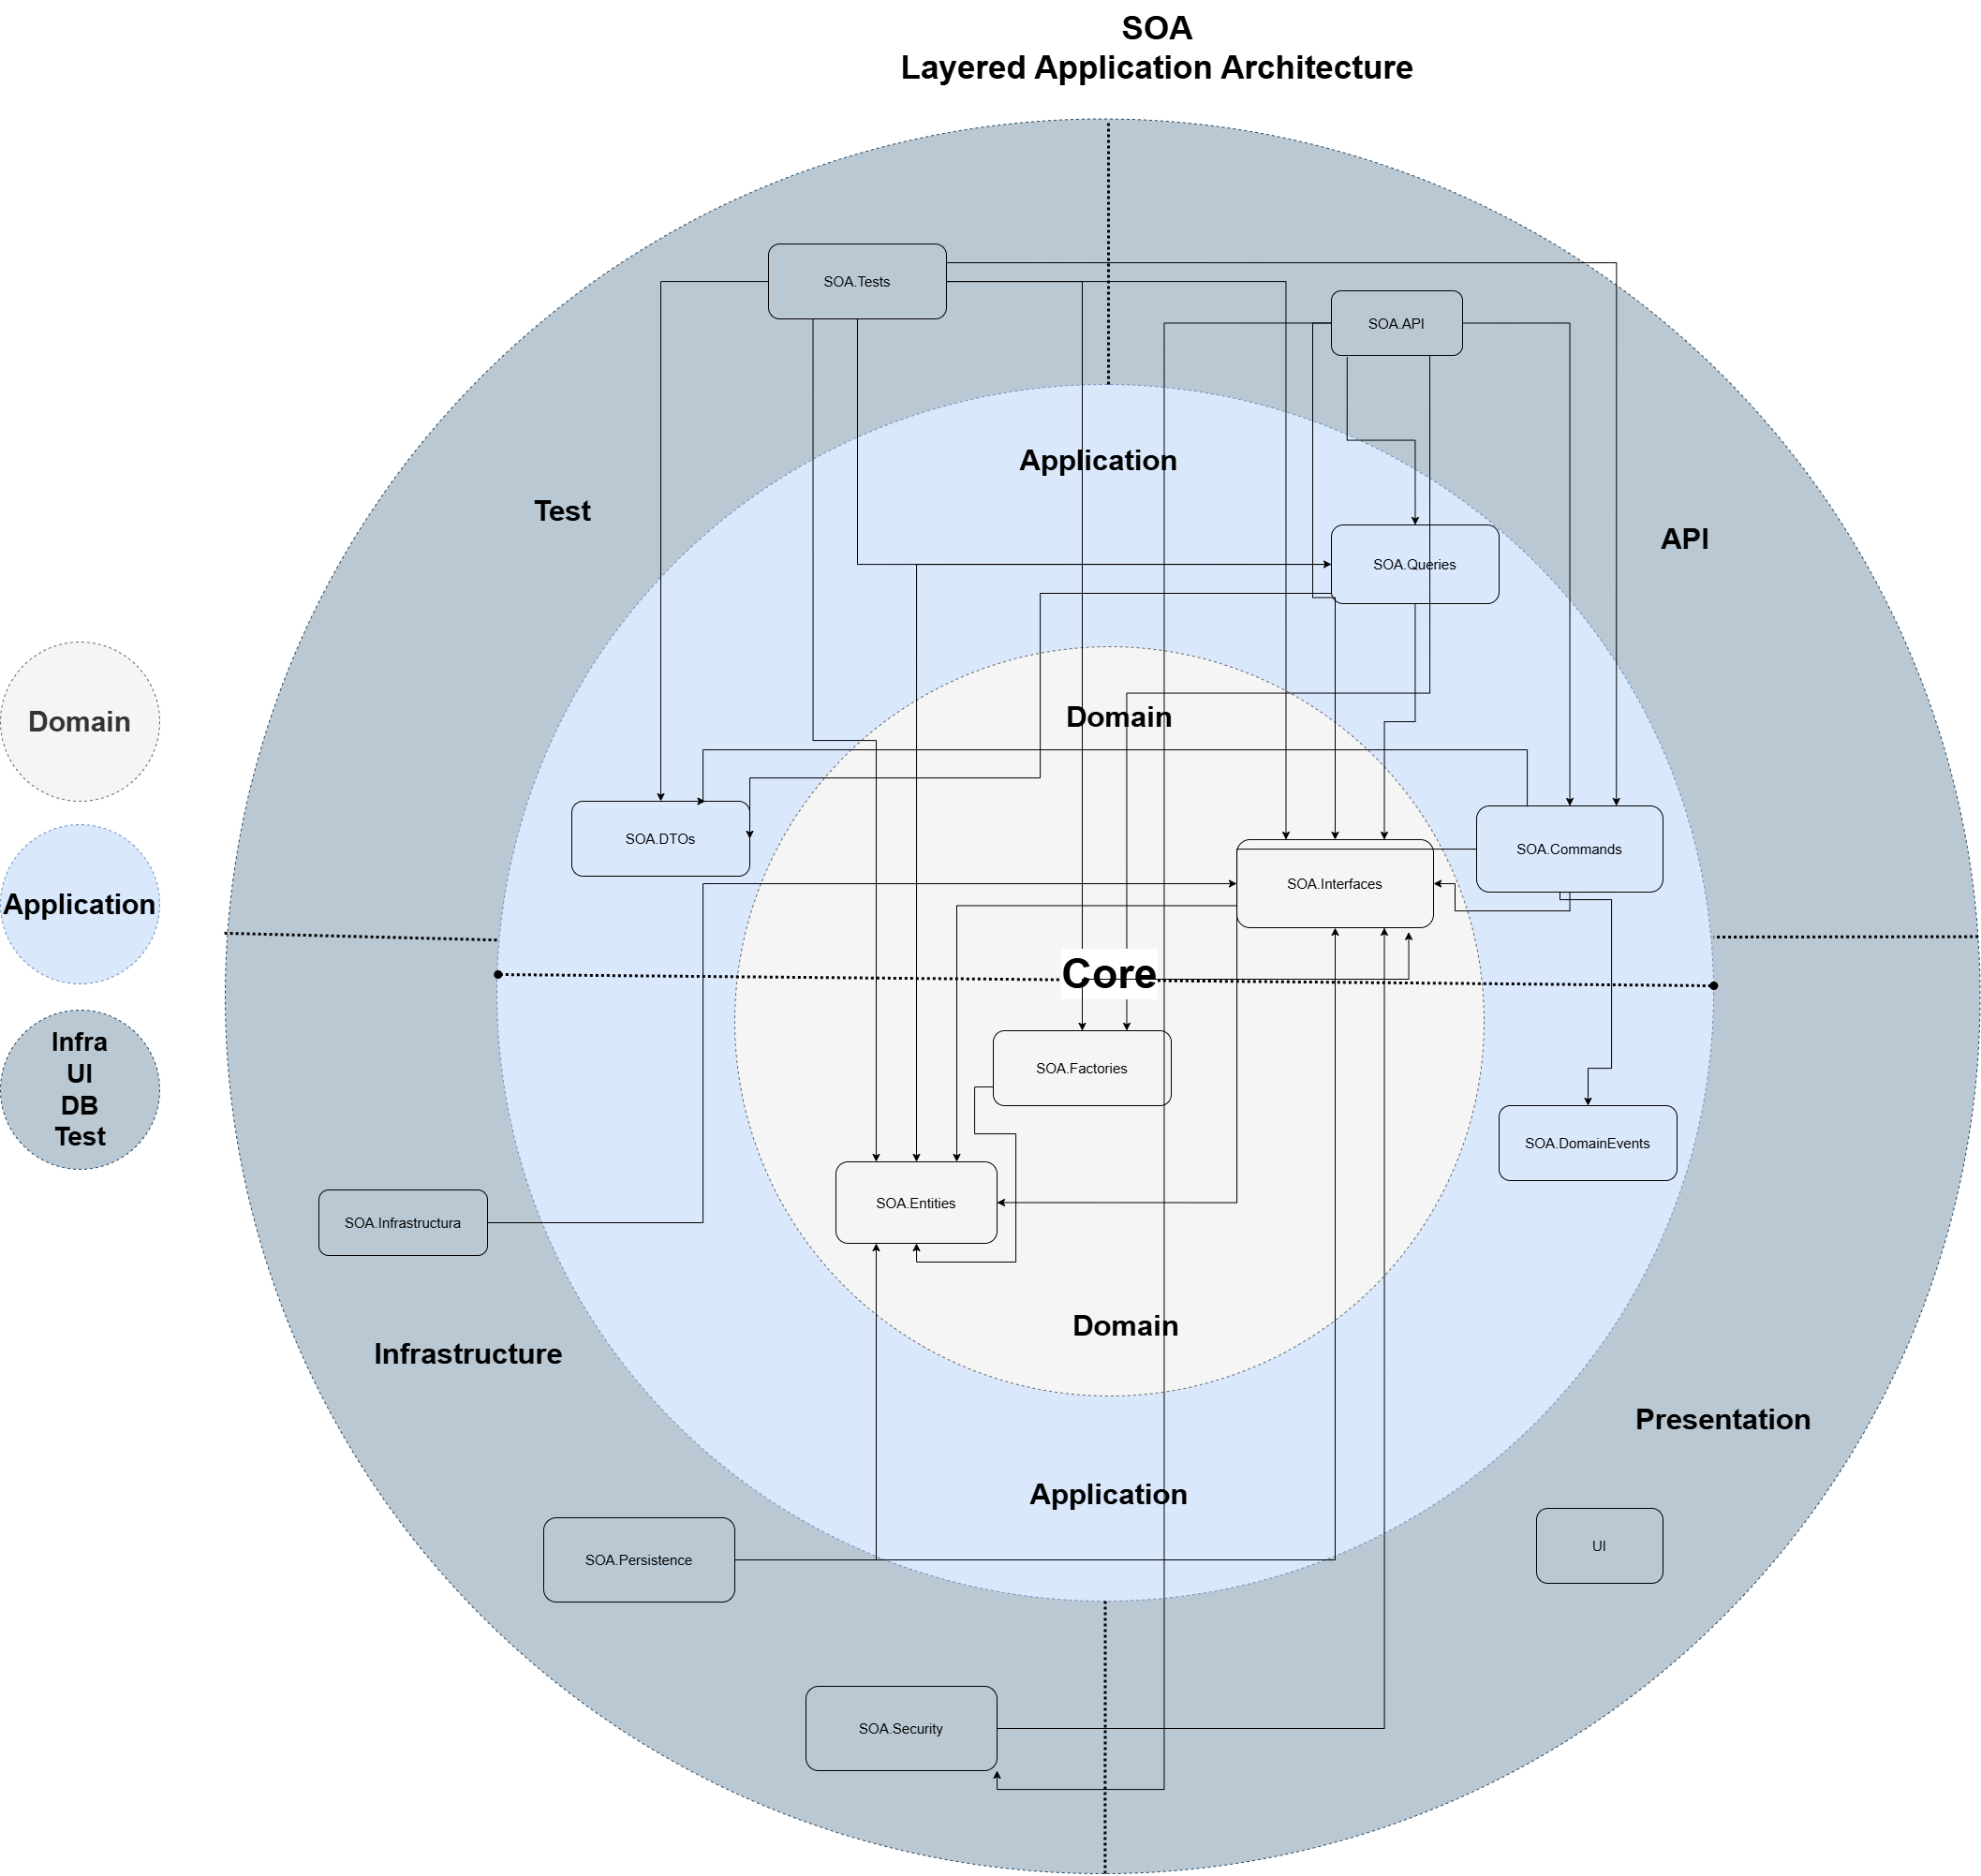 SOA
Layered Application Architecture
SOA.Tests
SOA.API
Application
Test
API
SOA.Queries
Domain
Domain
SOA.DTOs
SOA.Commands
SOA.Interfaces
Application
Core
Infra
UI
DB
Test
SOA.Factories
SOA.DomainEvents
SOA.Entities
SOA.Infrastructura
Domain
Infrastructure
Presentation
Application
SOA.Persistence
UI
SOA.Security